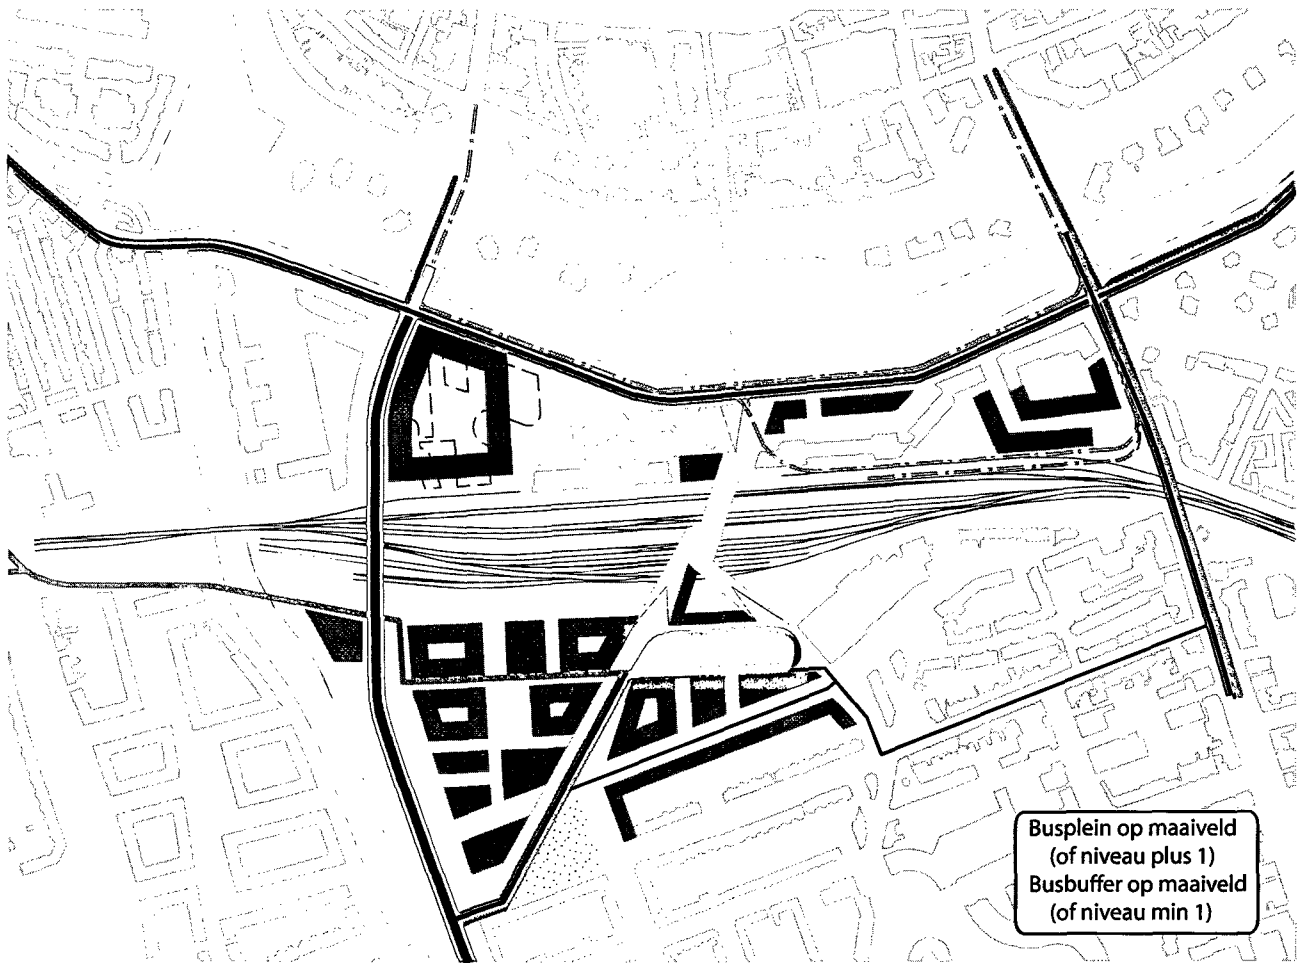 Busplein op maaiveld
(of niveau plus 1)
Busbuffer op maaiveld
(of niveau min 1)